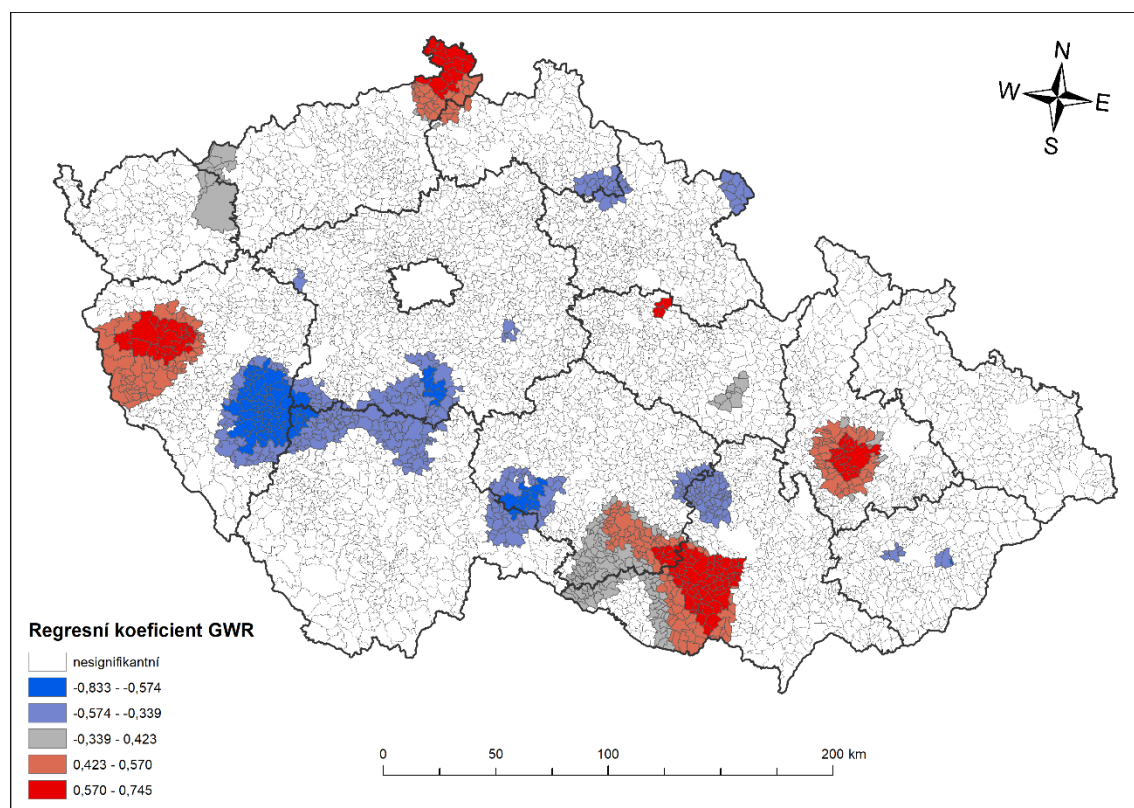 N
W E
S
Regresní koeficient GWR
nesignifikantní
-0,833 - -0,574
-0,574 - -0,339
-0,339 - 0,423
0,423 - 0,570
0,570 - 0,745
0 50 100 200 km